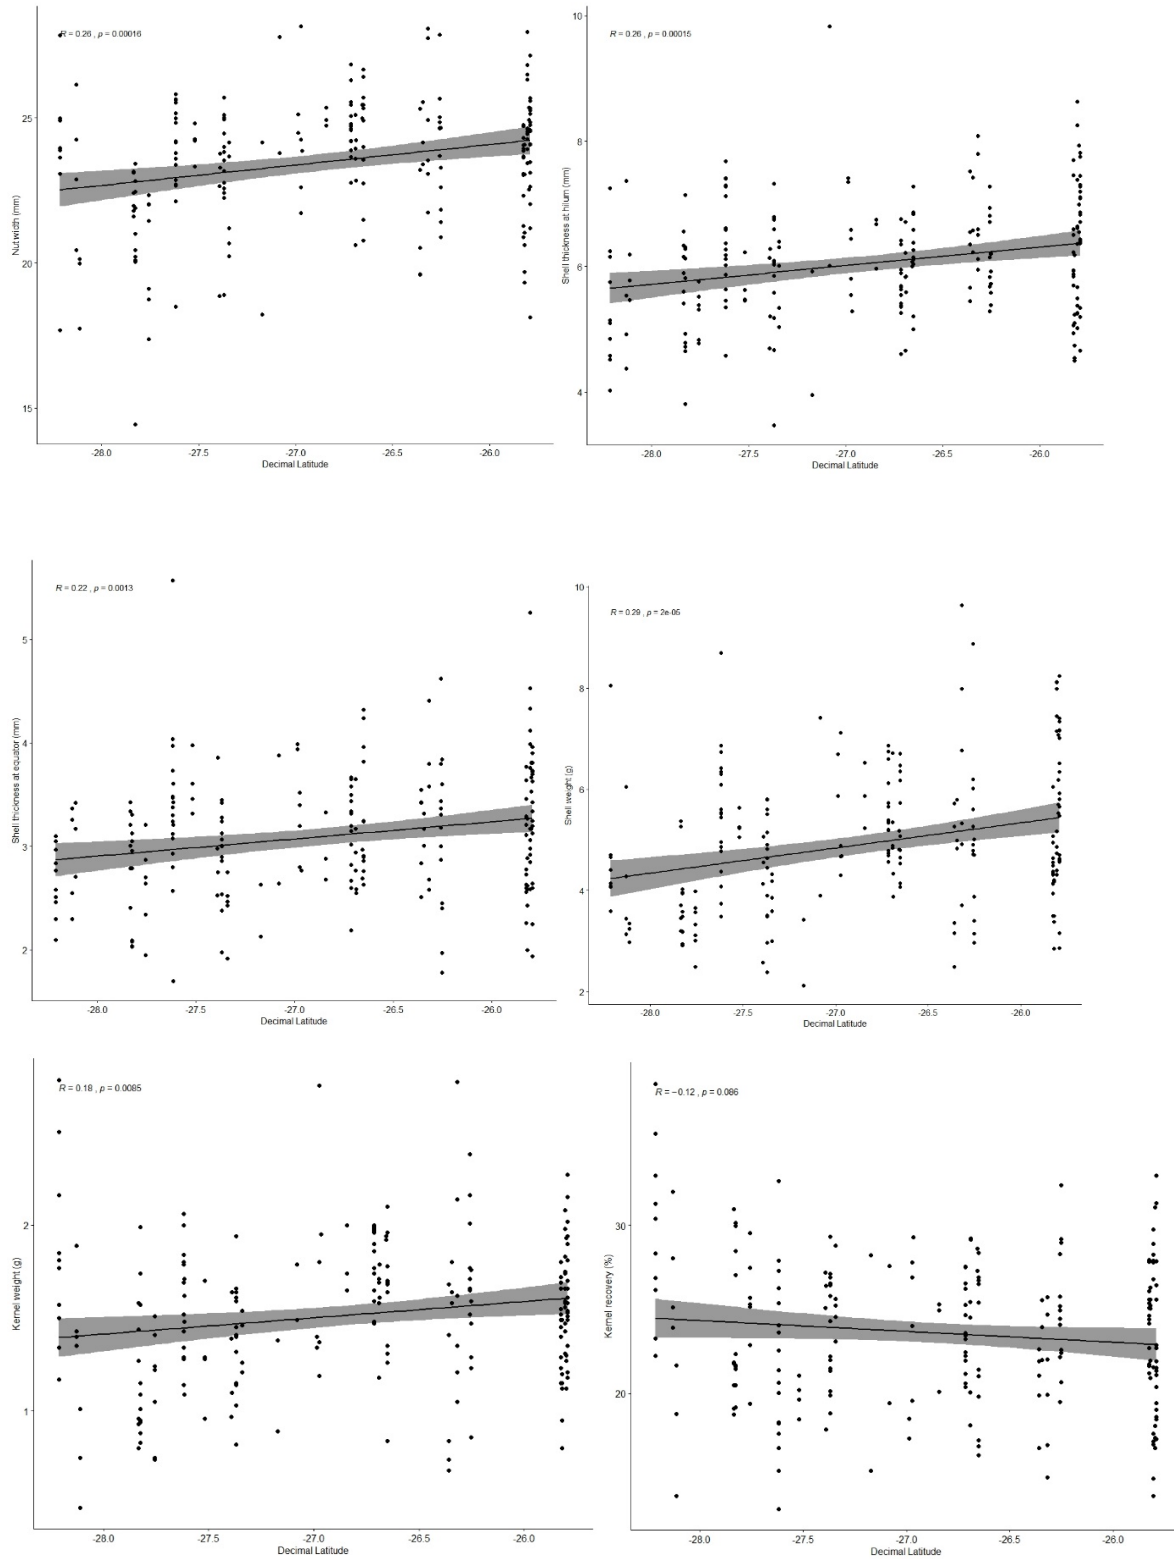 R = 0.26 , p = 0.00016
Nut width (mm)
25
20
15
-28.0 -27.5 -27.0 -26.5 -26.0
Decimal Latitude
R = 0.26 , p = 0.00015
Shell thickness at hilum (mm)
10
8
6
4
-28.0 -27.5 -27.0 -26.5 -26.0
Decimal Latitude
R = 0.22 , p = 0.0013
Shell thickness at equator (mm)
5
4
3
2
-28.0 -27.5 -27.0 -26.5 -26.0
Decimal Latitude
R = 0.29 , p = 2e-05
Shell weight (g)
10
8
6
4
2
-28.0 -27.5 -27.0 -26.5 -26.0
Decimal Latitude
R = 0.18 , p = 0.0085
Kernel weight (g)
2
1
-28.0 -27.5 -27.0 -26.5 -26.0
Decimal Latitude
R = −0.12 , p = 0.086
Kernel recovery (%)
30
20
-28.0 -27.5 -27.0 -26.5 -26.0
Decimal Latitude